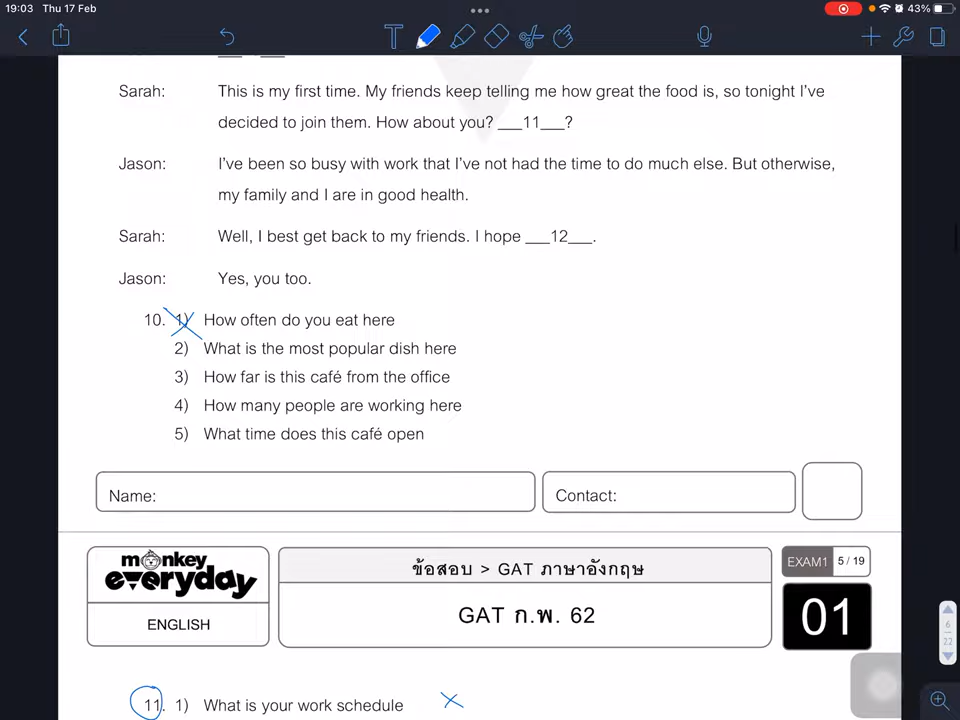 19:03 Thu 17 Feb
43%
Sarah: This is my first time. My friends keep telling me how great the food is, so tonight I've
decided to join them. How about you? ___11___?
Jason: I've been so busy with work that I've not had the time to do much else. But otherwise,
my family and I are in good health.
Sarah: Well, I best get back to my friends. I hope ___12___.
Jason: Yes, you too.
10. 1) How often do you eat here
2) What is the most popular dish here
3) How far is this café from the office
4) How many people are working here
5) What time does this café open
Name:
Contact:
monkey
everyday
ENGLISH
ข้อสอบ > GAT ภาษาอังกฤษ
GAT ก.พ. 62
EXAM1 5 / 19
01
6
22
11. 1) What is your work schedule